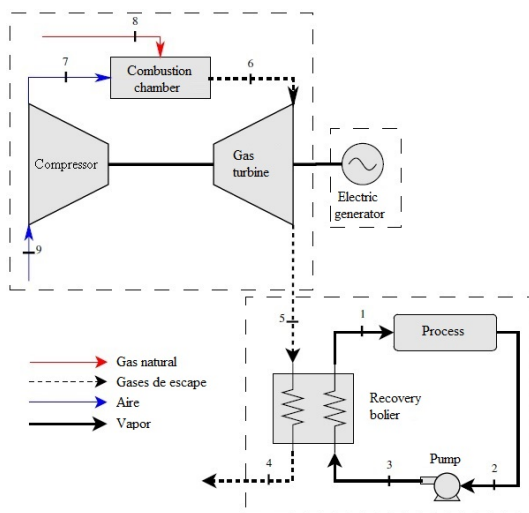 8
7
Combustion
chamber
6
Compressor
Gas
turbine
Electric
generator
9
5
1
Process
Gas natural
Gases de escape
Aire
Vapor
Recovery
bolier
4
3
Pump
2